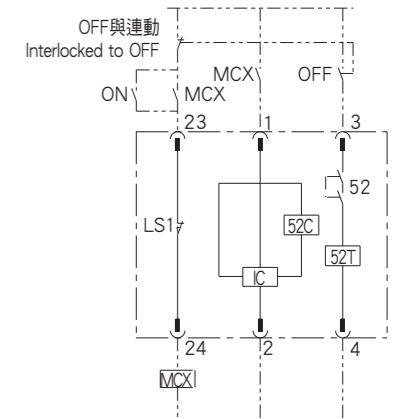 OFF與連動
Interlocked to OFF
MCX
OFF
ON
MCX
23
1
3
52
LS1
52C
52T
IC
24
2
4
MCX